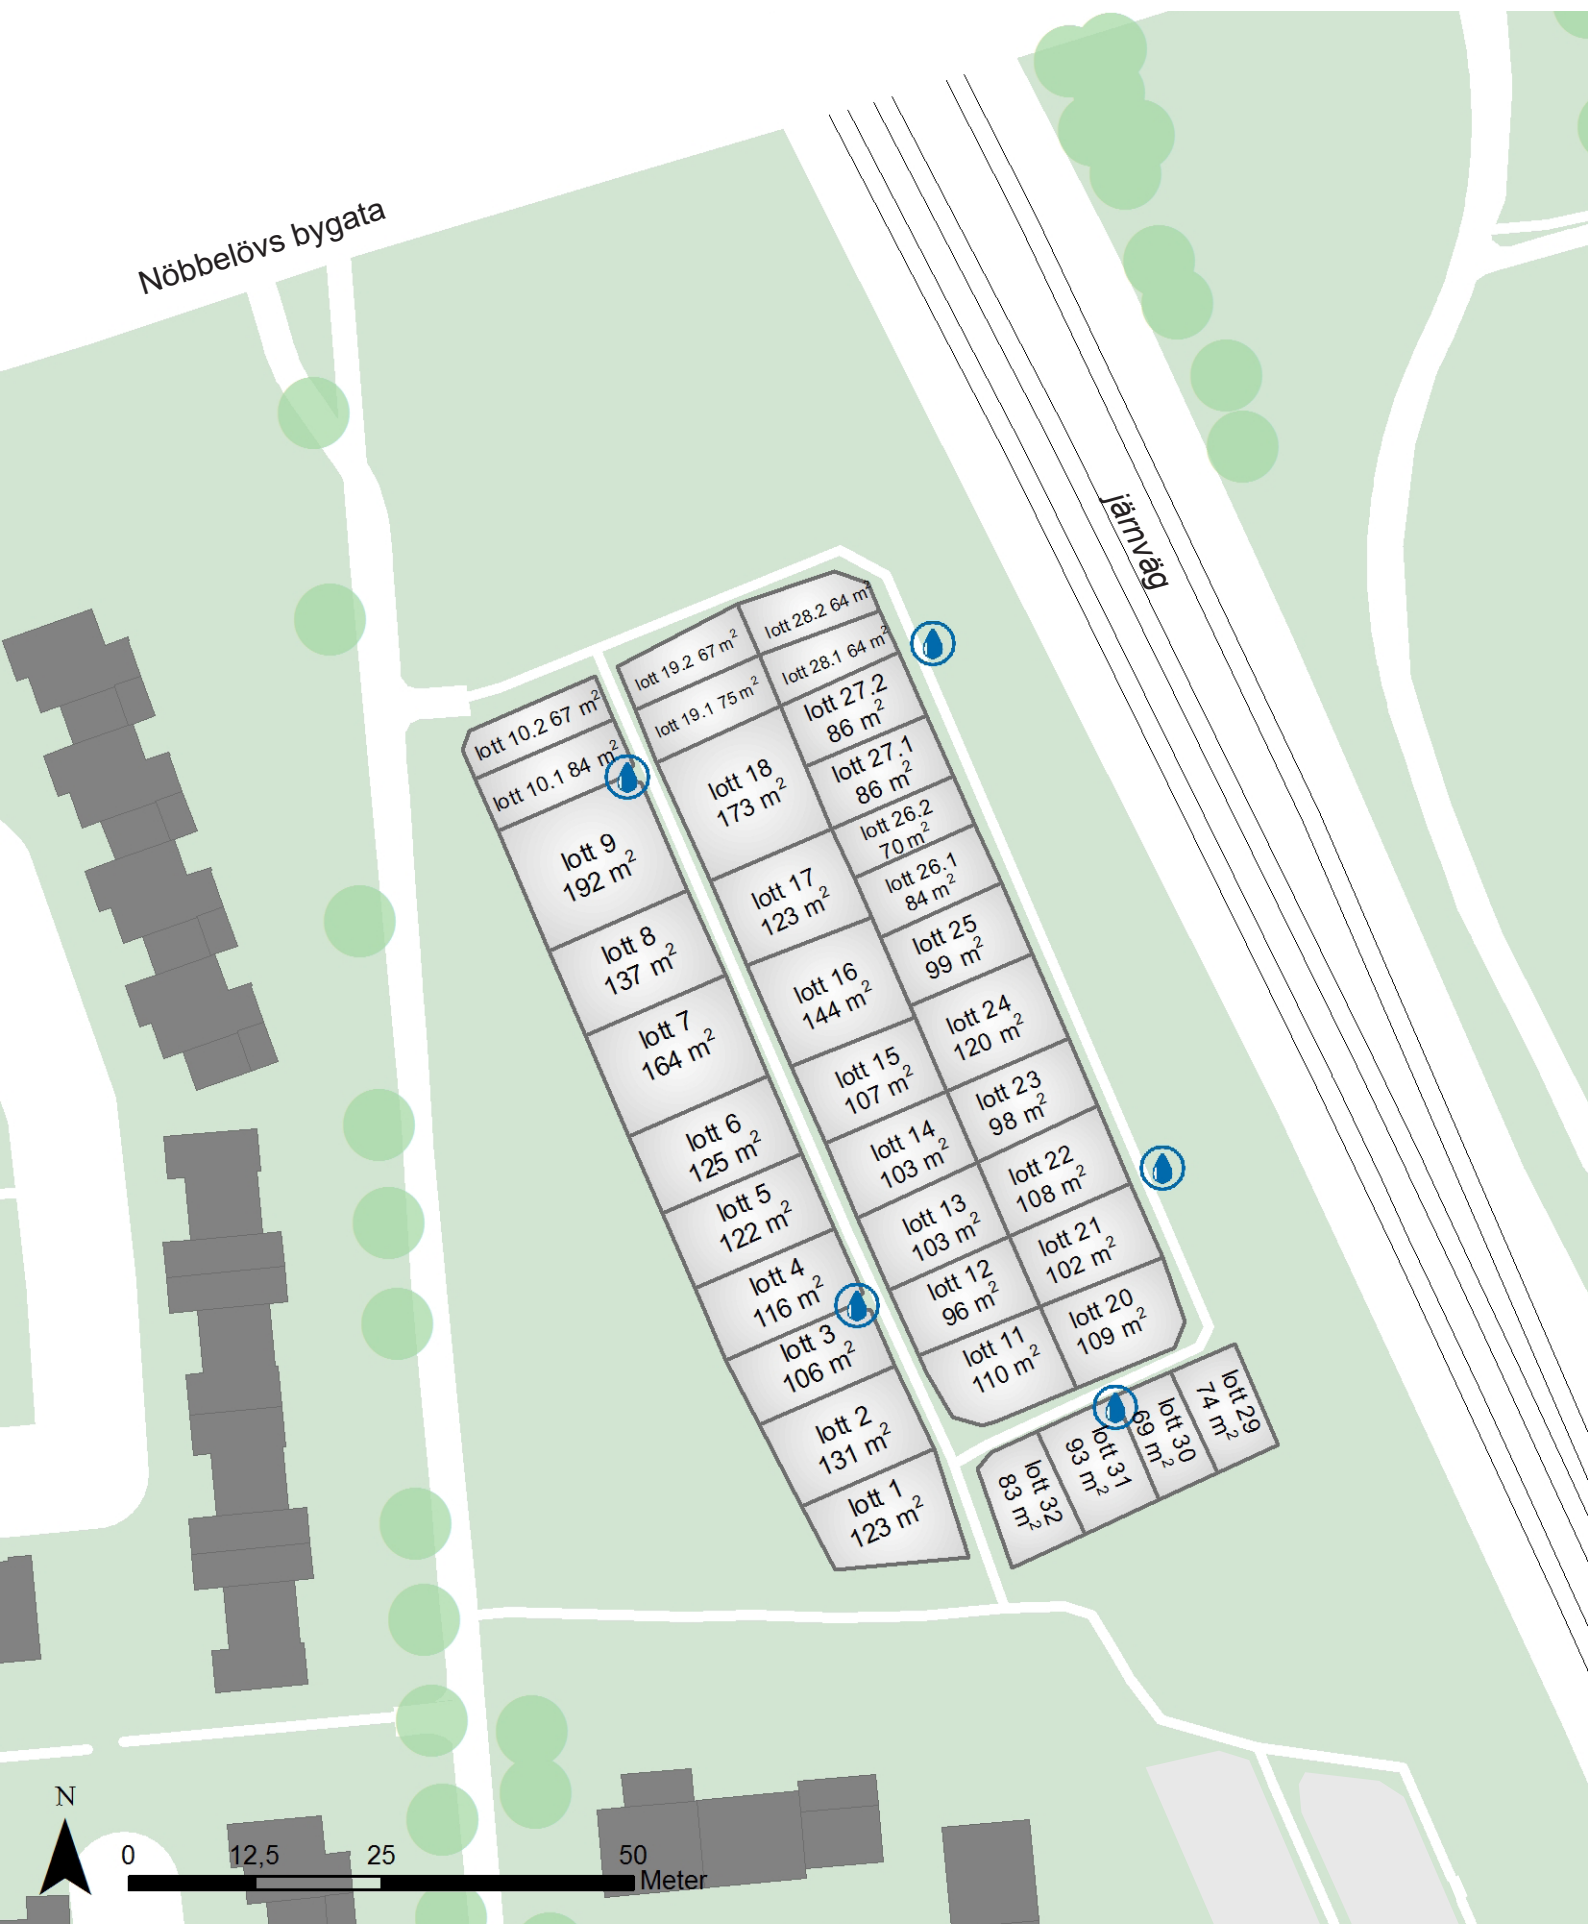 Nöbbelövs bygata
järnväg
lott 28.2 64 m²
lott 19.2 67 m²
lott 28.1 64 m²
lott 19.1 75 m²
lott 10.2 67 m²
lott 10.1 84 m²
lott 27.2
86 m²
lott 27.1
86 m²
lott 18
173 m²
lott 26.2
70 m²
lott 26.1
84 m²
lott 9
192 m²
lott 17
123 m²
lott 25
99 m²
lott 8
137 m²
lott 16
144 m²
lott 24
120 m²
lott 7
164 m²
lott 15
107 m²
lott 23
98 m²
lott 6
125 m²
lott 14
103 m²
lott 22
108 m²
lott 5
122 m²
lott 13
103 m²
lott 21
102 m²
lott 4
116 m²
lott 12
96 m²
lott 20
109 m²
lott 3
106 m²
lott 11
110 m²
lott 2
131 m²
lott 1
123 m²
lott 29
74 m²
lott 30
69 m²
lott 31
93 m²
lott 32
83 m²
N
0 12,5 25 50
Meter